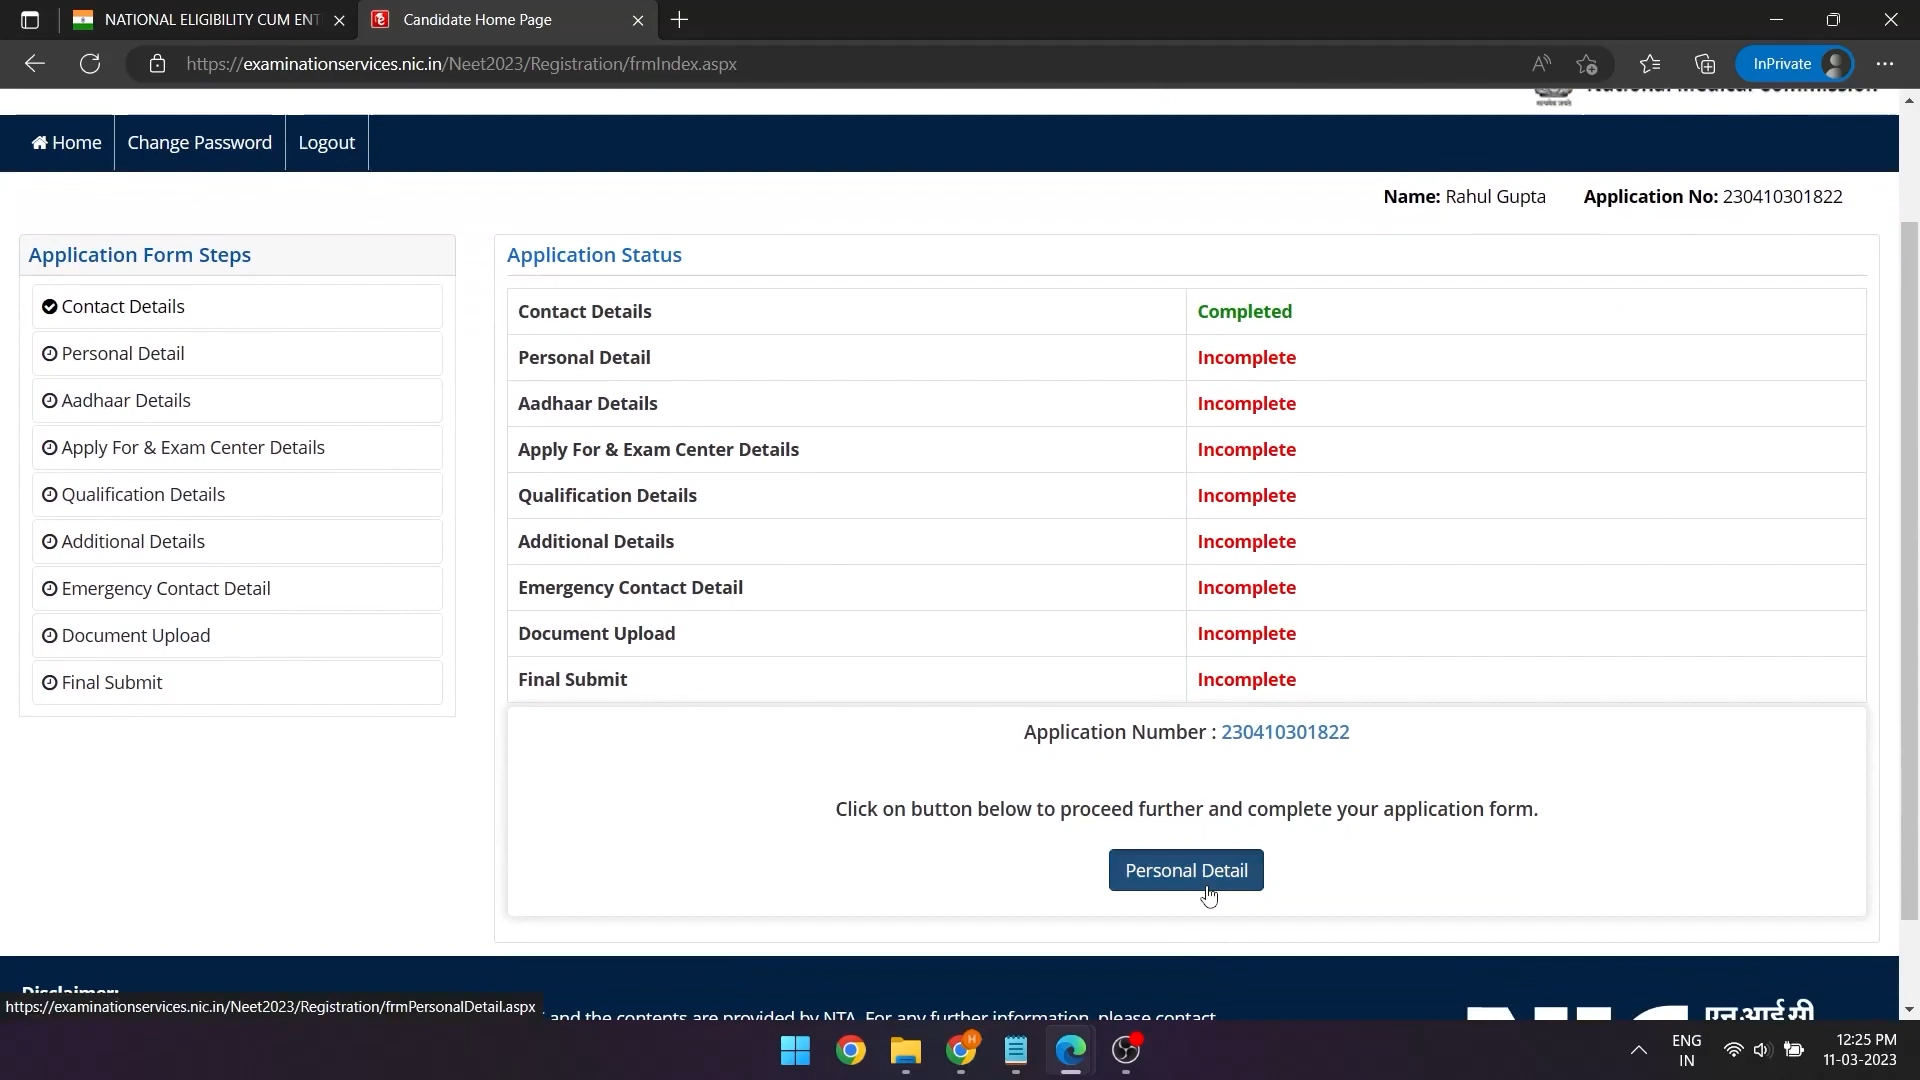 NATIONAL ELIGIBILITY CUM ENT
Candidate Home Page
https://examinationservices.nic.in/Neet2023/Registration/frmIndex.aspx
InPrivate
National Medical Commission
Home
Change Password
Logout
Name: Rahul Gupta
Application No: 230410301822
Application Form Steps
Contact Details
Personal Detail
Aadhaar Details
Apply For & Exam Center Details
Qualification Details
Additional Details
Emergency Contact Detail
Document Upload
Final Submit
Application Status
Contact Details Completed
Personal Detail Incomplete
Aadhaar Details Incomplete
Apply For & Exam Center Details Incomplete
Qualification Details Incomplete
Additional Details Incomplete
Emergency Contact Detail Incomplete
Document Upload Incomplete
Final Submit Incomplete
Application Number : 230410301822
Click on button below to proceed further and complete your application form.
Personal Detail
Disclaimer:
https://examinationservices.nic.in/Neet2023/Registration/frmPersonalDetail.aspx
and the contents are provided by NTA. For any further information, please contact
एन आई सी
ENG
IN
12:25 PM
11-03-2023